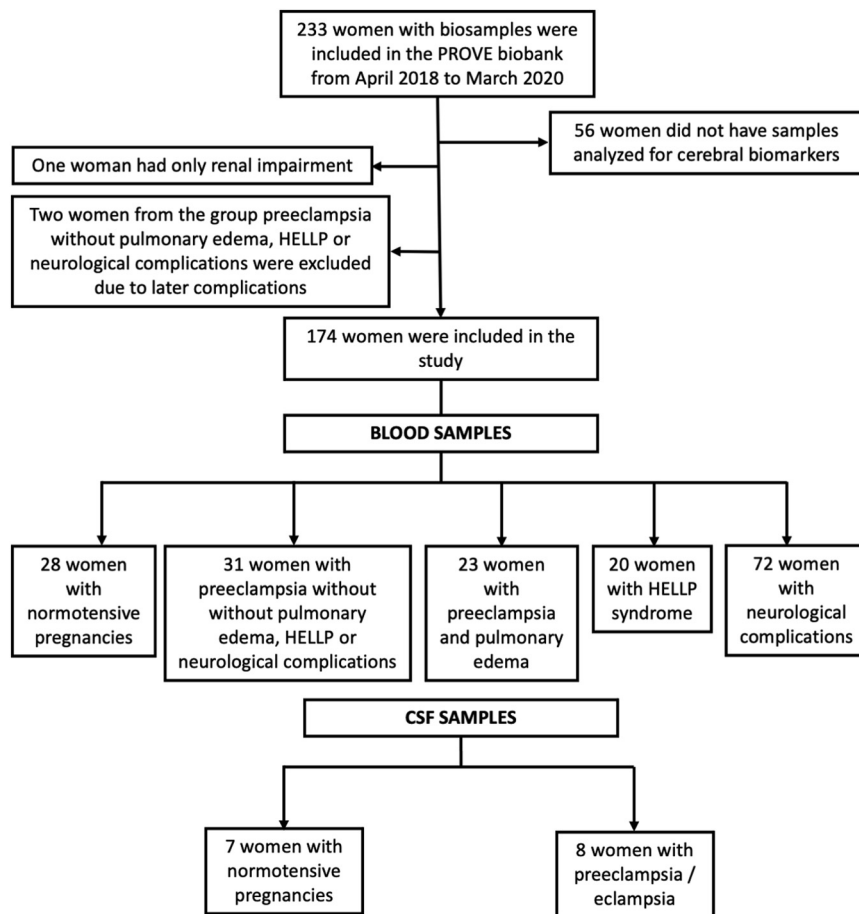 233 women with biosamples were
included in the PROVE biobank
from April 2018 to March 2020
56 women did not have samples
analyzed for cerebral biomarkers
One woman had only renal impairment
Two women from the group preeclampsia
without pulmonary edema, HELLP or
neurological complications were excluded
due to later complications
174 women were included in the
study
BLOOD SAMPLES
28 women
with
normotensive
pregnancies
31 women with
preeclampsia without
without pulmonary
edema, HELLP or
neurological complications
23 women
with
preeclampsia
and pulmonary
edema
20 women
with HELLP
syndrome
72 women
with
neurological
complications
CSF SAMPLES
7 women with
normotensive
pregnancies
8 women with
preeclampsia /
eclampsia